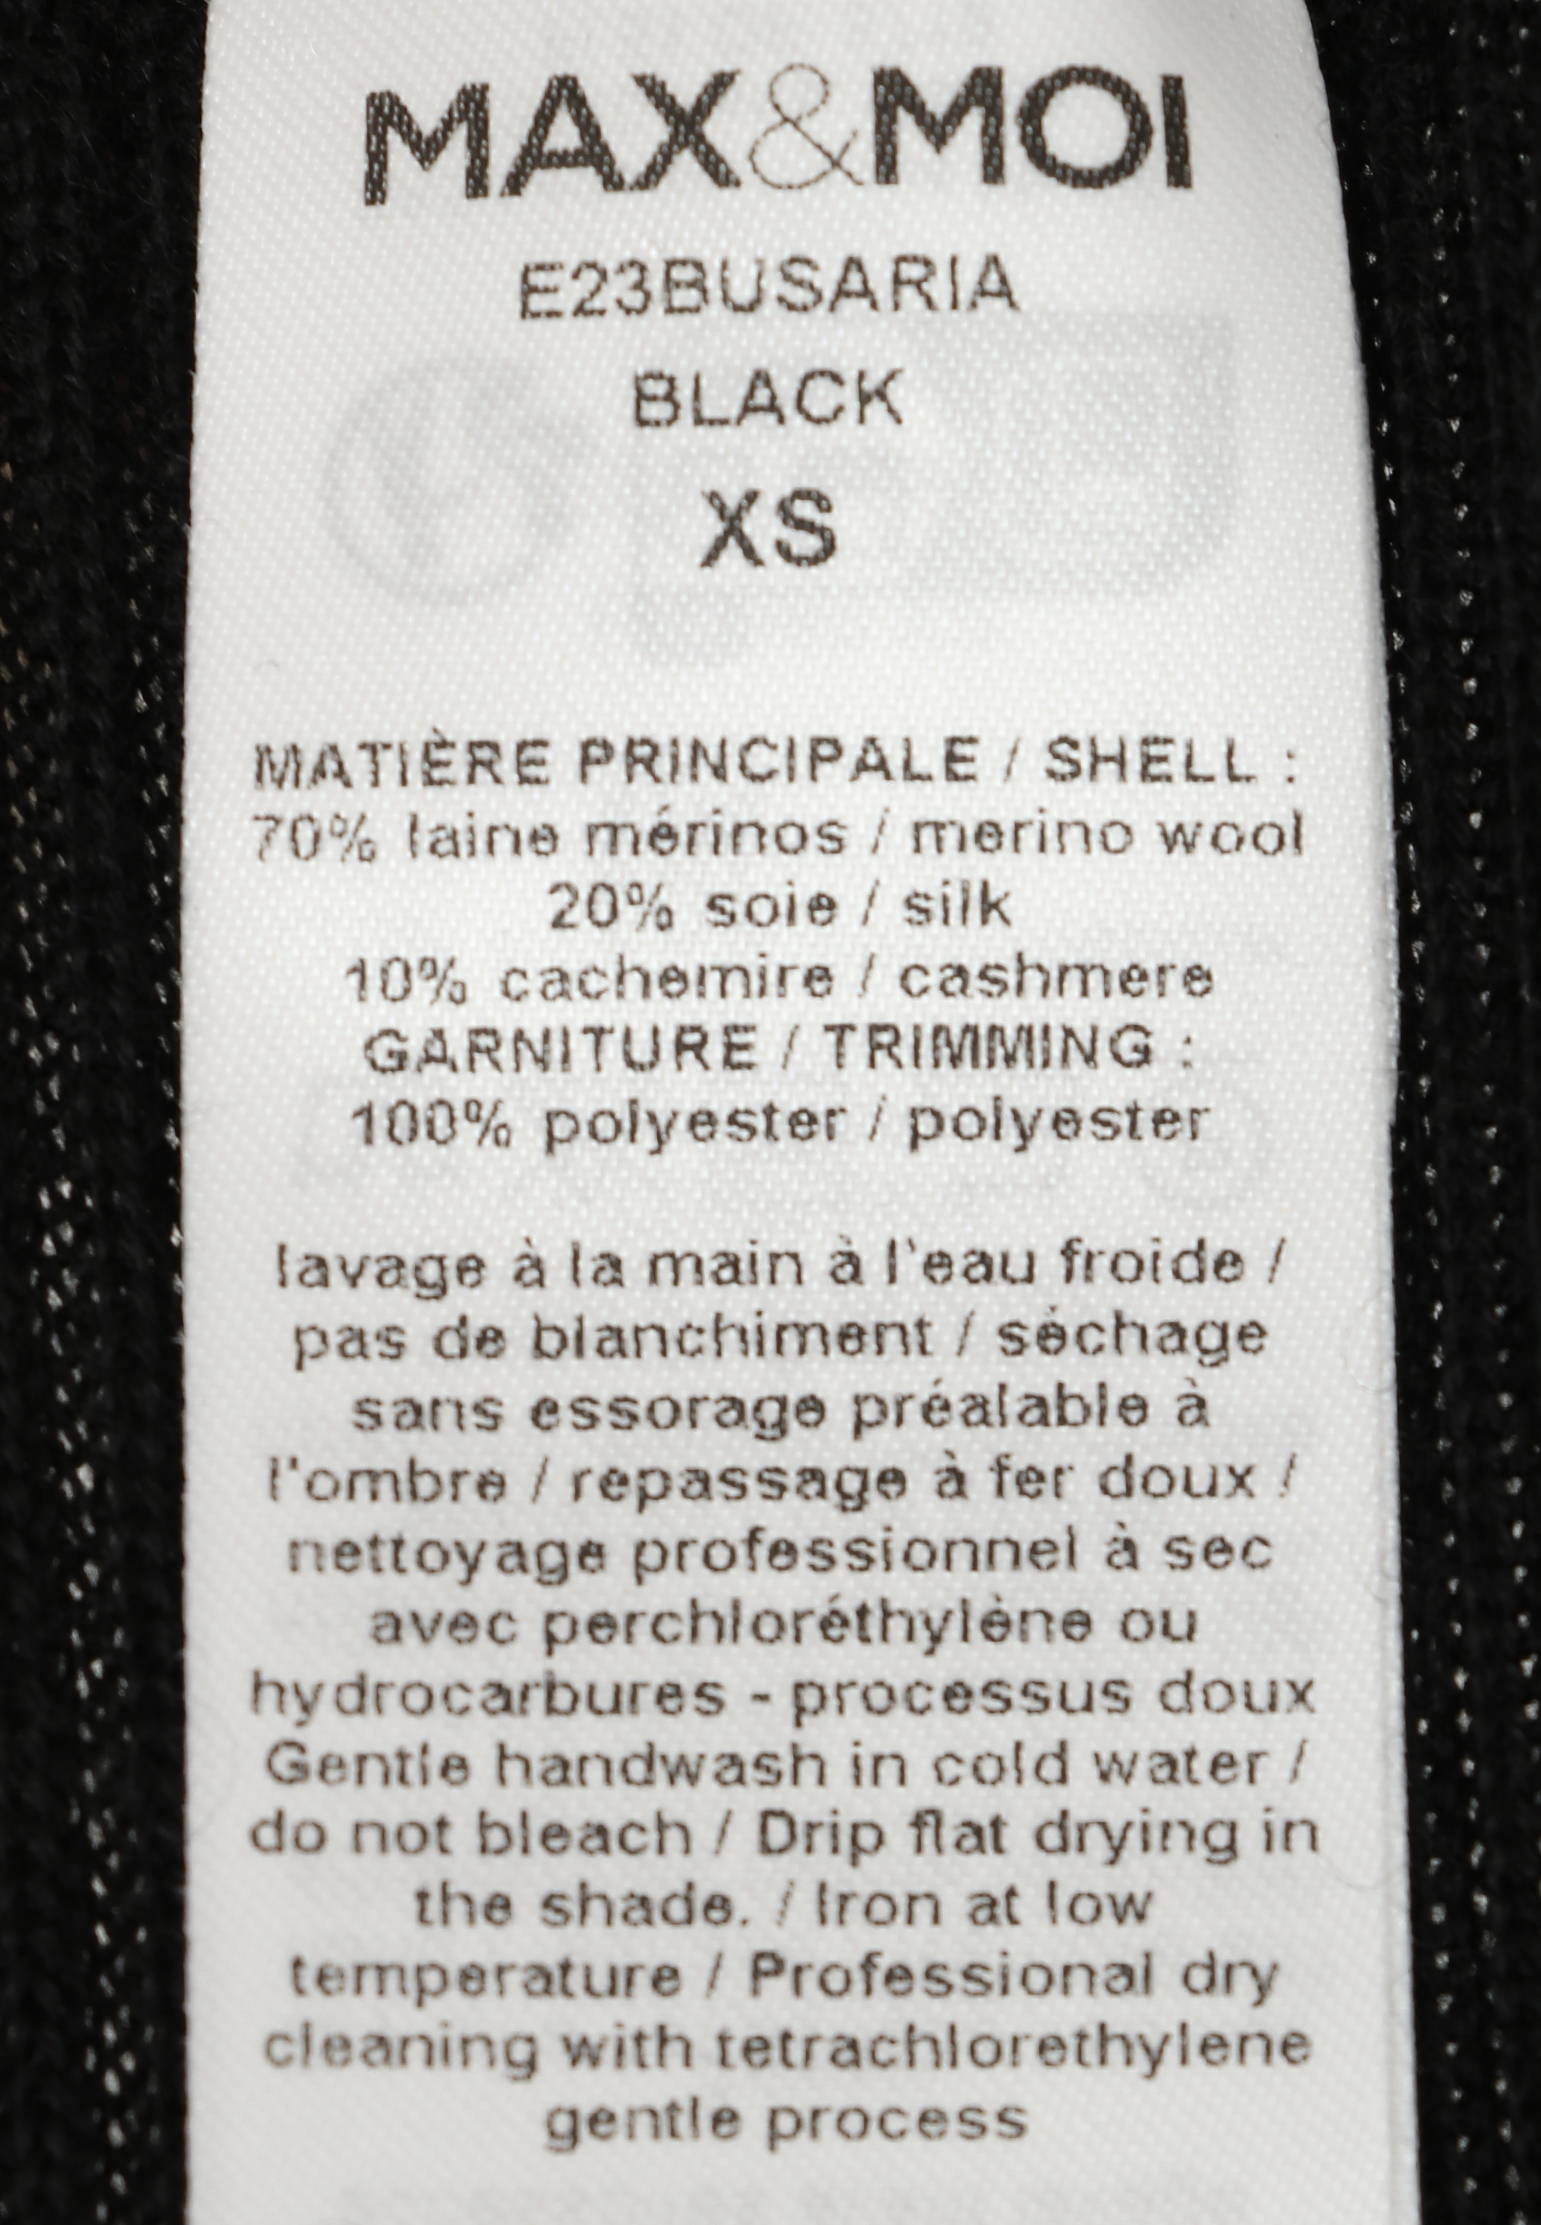 MAX&MOI
E23BUSARIA
BLACK
XS
MATIÈRE PRINCIPALE / SHELL :
70% laine mérinos / merino wool
20% soie / silk
10% cachemire / cashmere
GARNITURE / TRIMMING :
100% polyester / polyester
lavage à la main à l'eau froide /
pas de blanchiment / séchage
sans essorage préalable à
l'ombre / repassage à fer doux /
nettoyage professionnel à sec
avec perchloréthylène ou
hydrocarbures - processus doux
Gentle handwash in cold water /
do not bleach / Drip flat drying in
the shade. / Iron at low
temperature / Professional dry
cleaning with tetrachlorethylene
gentle process